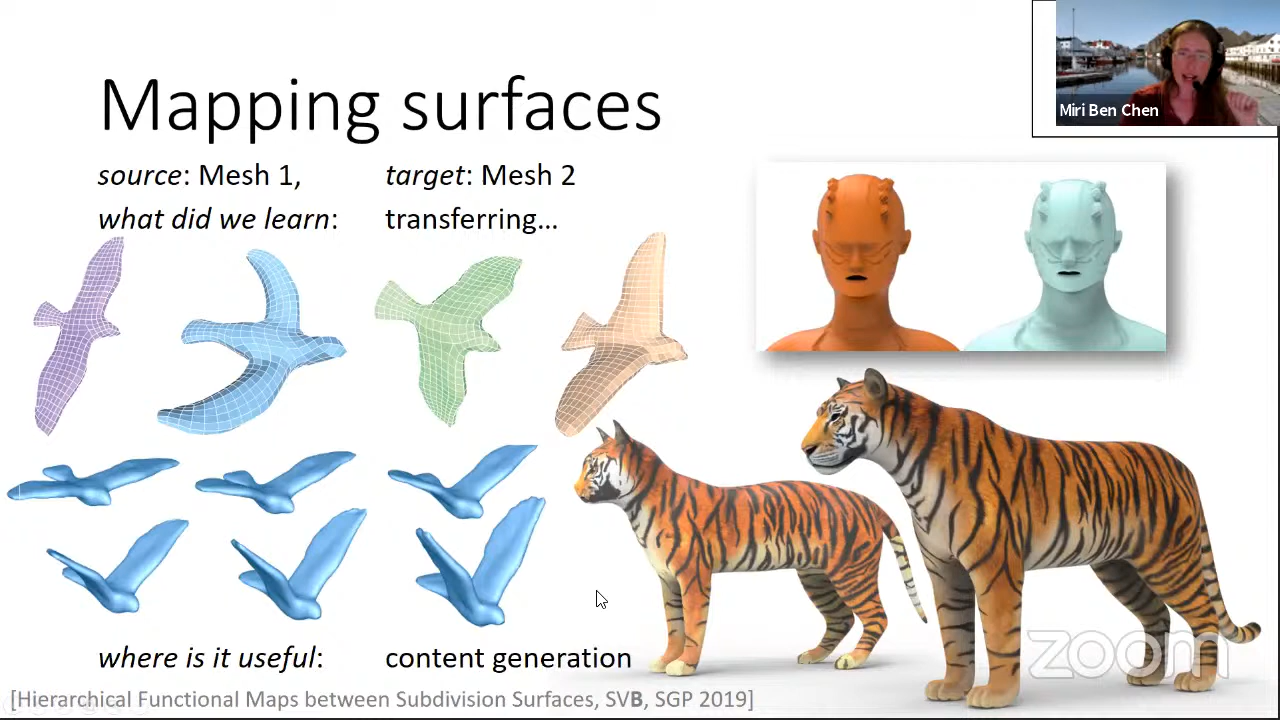 Mapping surfaces
source: Mesh 1, target: Mesh 2
what did we learn: transferring...
where is it useful: content generation
[Hierarchical Functional Maps between Subdivision Surfaces, SVB, SGP 2019]
Miri Ben Chen
zoom